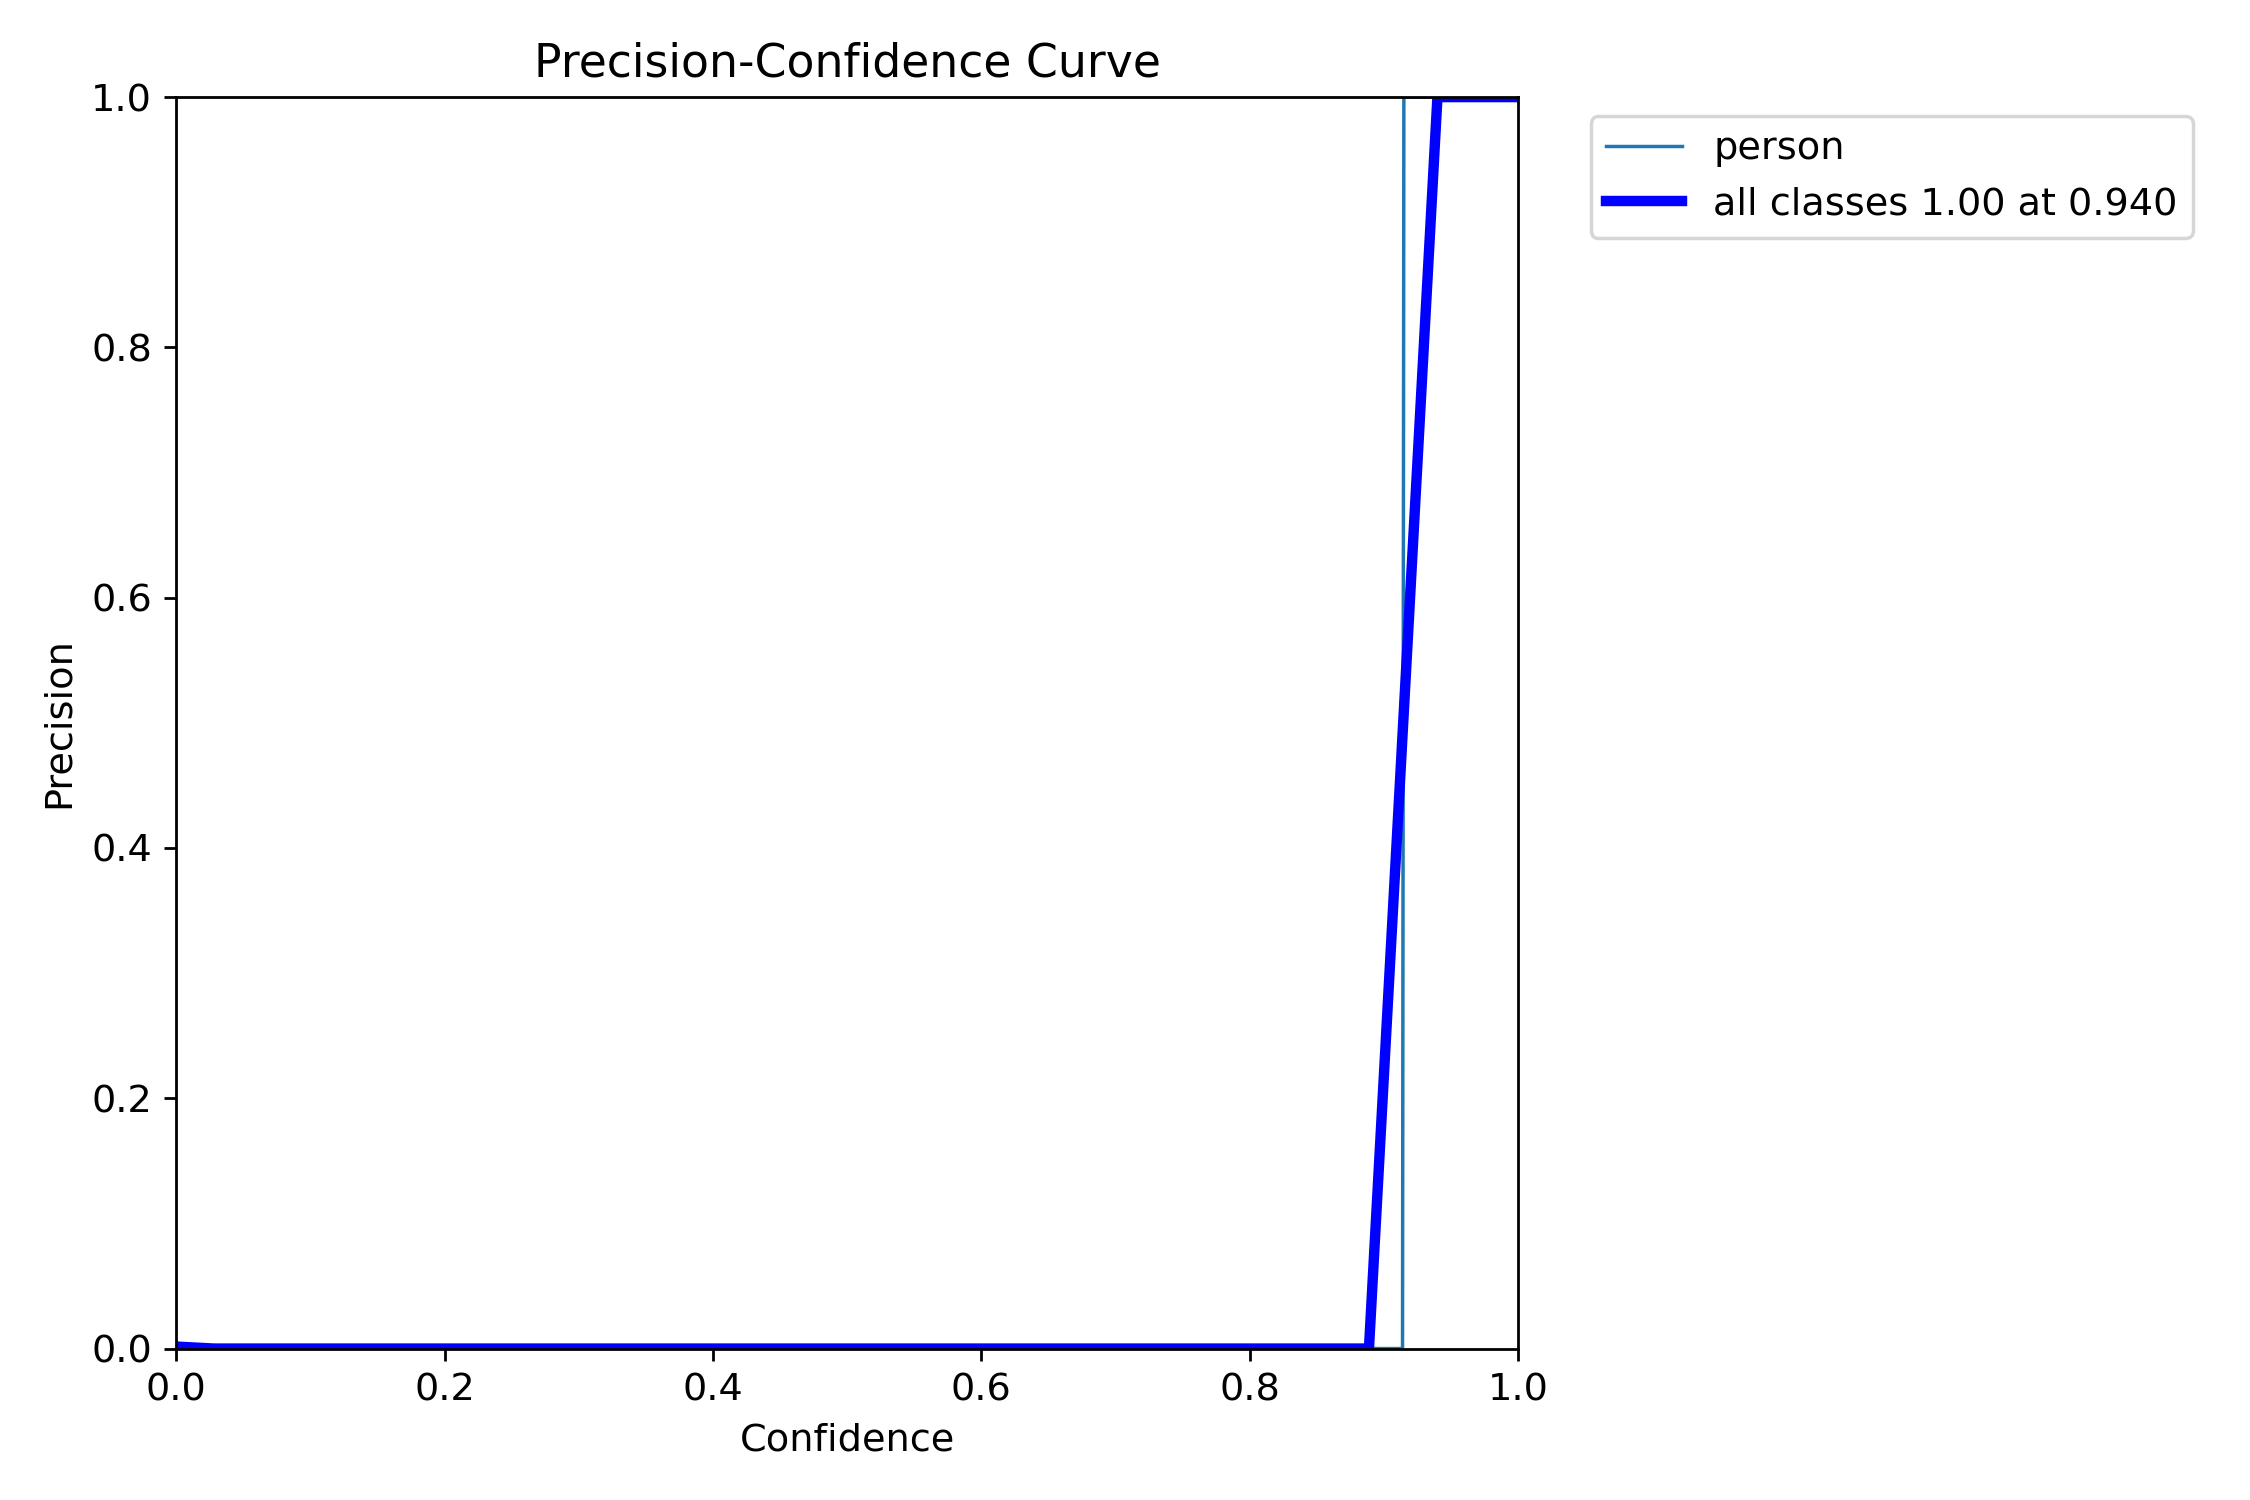 Precision-Confidence Curve
1.0
0.8
0.6
0.4
0.2
0.0
Precision
0.0 0.2 0.4 0.6 0.8 1.0
Confidence
person
all classes 1.00 at 0.940